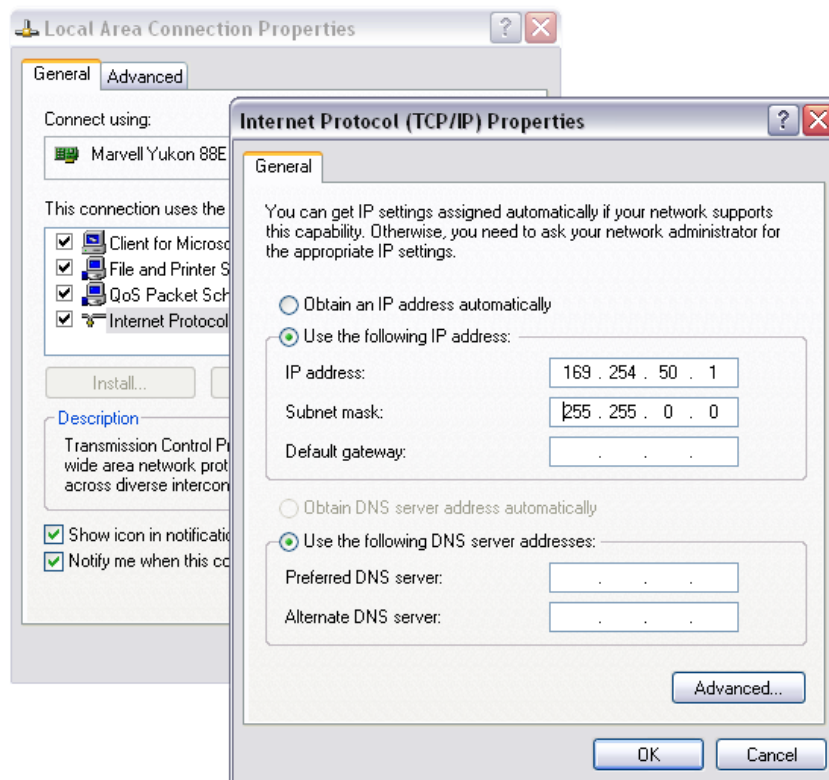 Local Area Connection Properties
General
Advanced
Connect using:
Marvell Yukon 88E
This connection uses the
Client for Microso
File and Printer S
QoS Packet Sch
Internet Protocol
Install...
Description
Transmission Control Pr
wide area network prot
across diverse intercon
Show icon in notificatio
Notify me when this co
Internet Protocol (TCP/IP) Properties
General
You can get IP settings assigned automatically if your network supports
this capability. Otherwise, you need to ask your network administrator for
the appropriate IP settings.
Obtain an IP address automatically
Use the following IP address:
IP address: 169 . 254 . 50 . 1
Subnet mask: 255 . 255 . 0 . 0
Default gateway: . . .
Obtain DNS server address automatically
Use the following DNS server addresses:
Preferred DNS server: . . .
Alternate DNS server: . . .
Advanced...
OK
Cancel